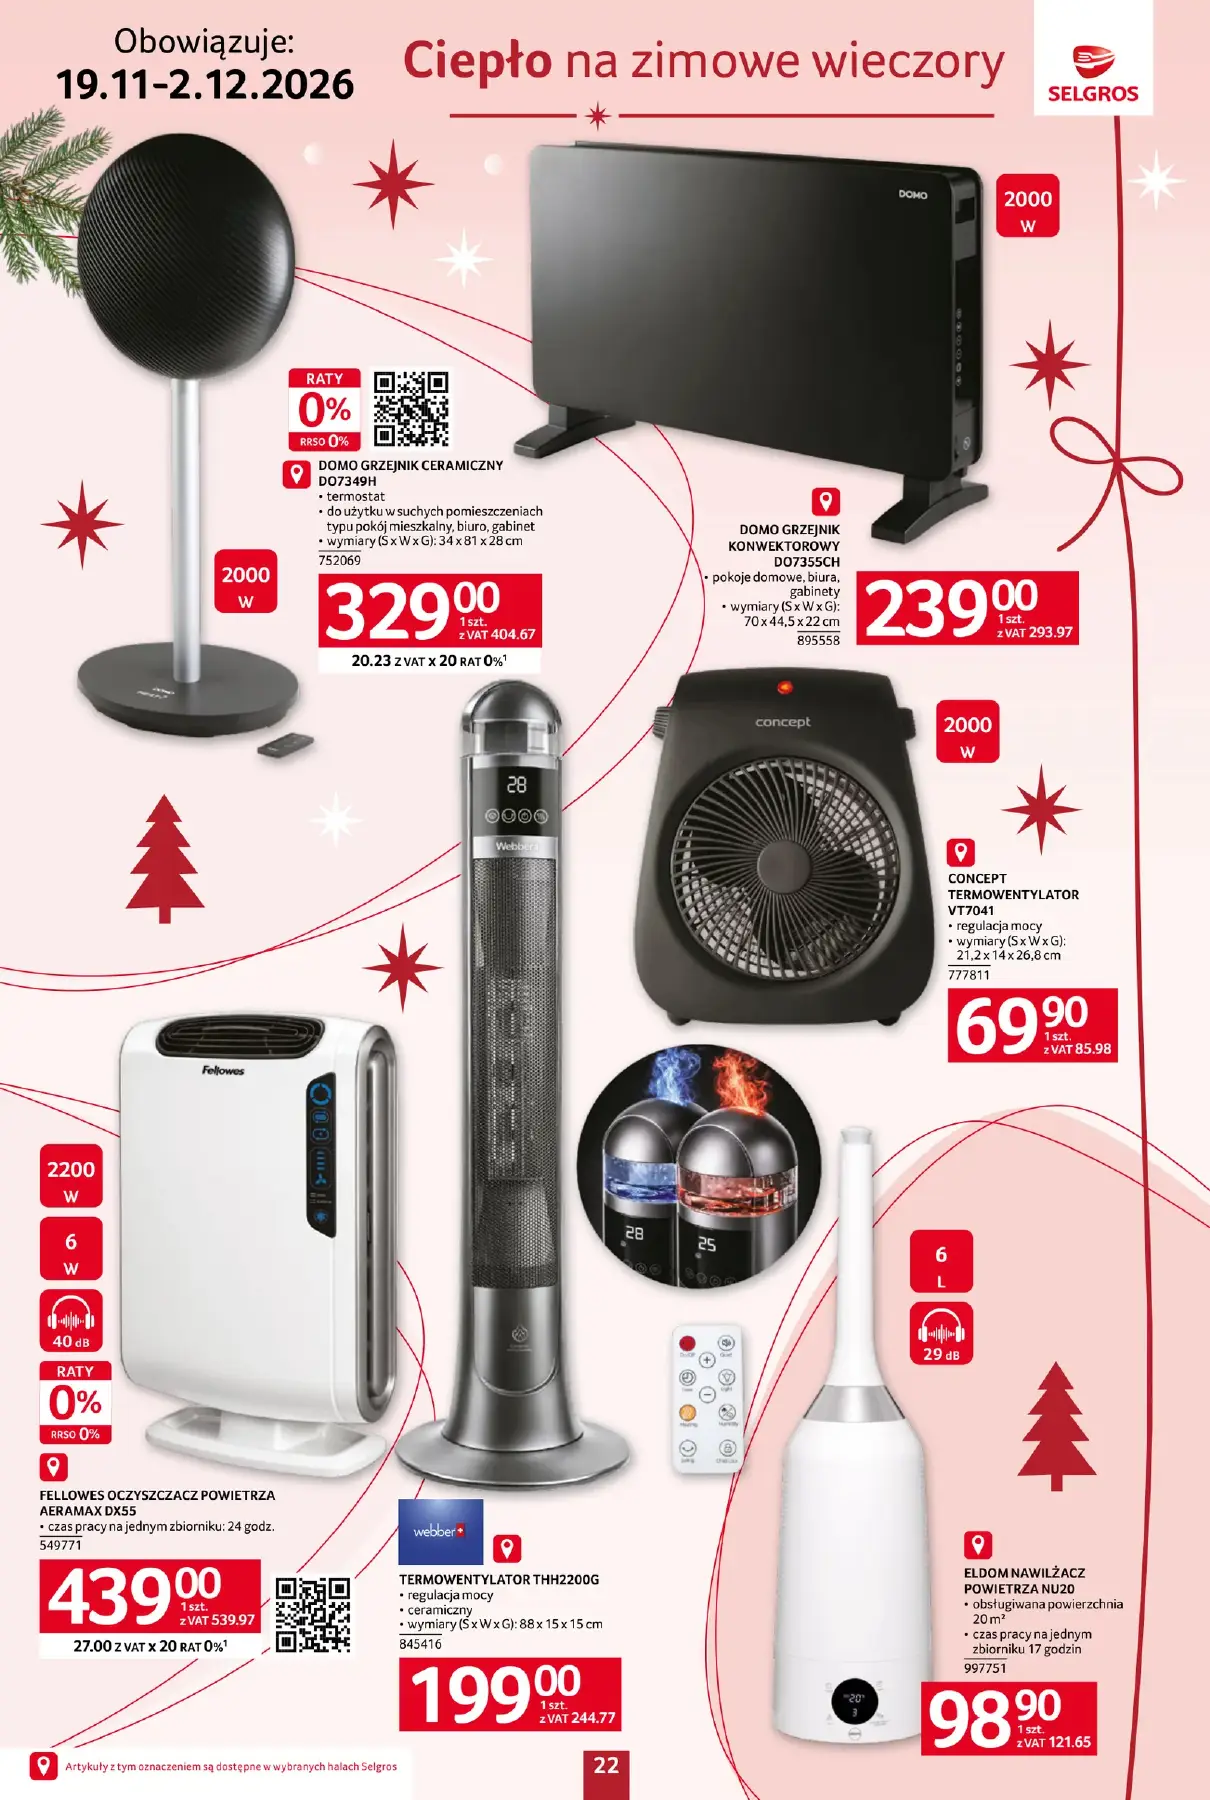 Obowiązuje:
19.11-2.12.2026
Ciepło na zimowe wieczory
SELGROS
DOMO
2000
W
RATY
0%
RRSO 0%
DOMO GRZEJNIK CERAMICZNY
DO7349H
• termostat
• do użytku w suchych pomieszczeniach
typu pokój mieszkalny, biuro, gabinet
• wymiary (S x W x G): 34 x 81 x 28 cm
752069
2000
W
329 00
1 szt.
z VAT 404.67
20.23 z VAT x 20 RAT 0%¹
DOMO
DOMO GRZEJNIK
KONWEKTOROWY
DO7355CH
• pokoje domowe, biura,
gabinety
• wymiary (S x W x G):
70 x 44,5 x 22 cm
895558
239 00
1 szt.
z VAT 293.97
concept
2000
W
CONCEPT
TERMOWENTYLATOR
VT7041
• regulacja mocy
• wymiary (S x W x G):
21,2 x 14 x 26,8 cm
777811
69 90
1 szt.
z VAT 85.98
28
Webber
Fellowes
2200
W
6
W
40 dB
RATY
0%
RRSO 0%
FELLOWES OCZYSZCZACZ POWIETRZA
AERAMAX DX55
• czas pracy na jednym zbiorniku: 24 godz.
549771
439 00
1 szt.
z VAT 539.97
27.00 z VAT x 20 RAT 0%¹
28
25
webber
TERMOWENTYLATOR THH2200G
• regulacja mocy
• ceramiczny
• wymiary (S x W x G): 88 x 15 x 15 cm
845416
199 00
1 szt.
z VAT 244.77
6
L
29 dB
ELDOM NAWILŻACZ
POWIETRZA NU20
• obsługiwana powierzchnia
20 m²
• czas pracy na jednym
zbiorniku 17 godzin
997751
98 90
1 szt.
z VAT 121.65
Artykuły z tym oznaczeniem są dostępne w wybranych halach Selgros
22